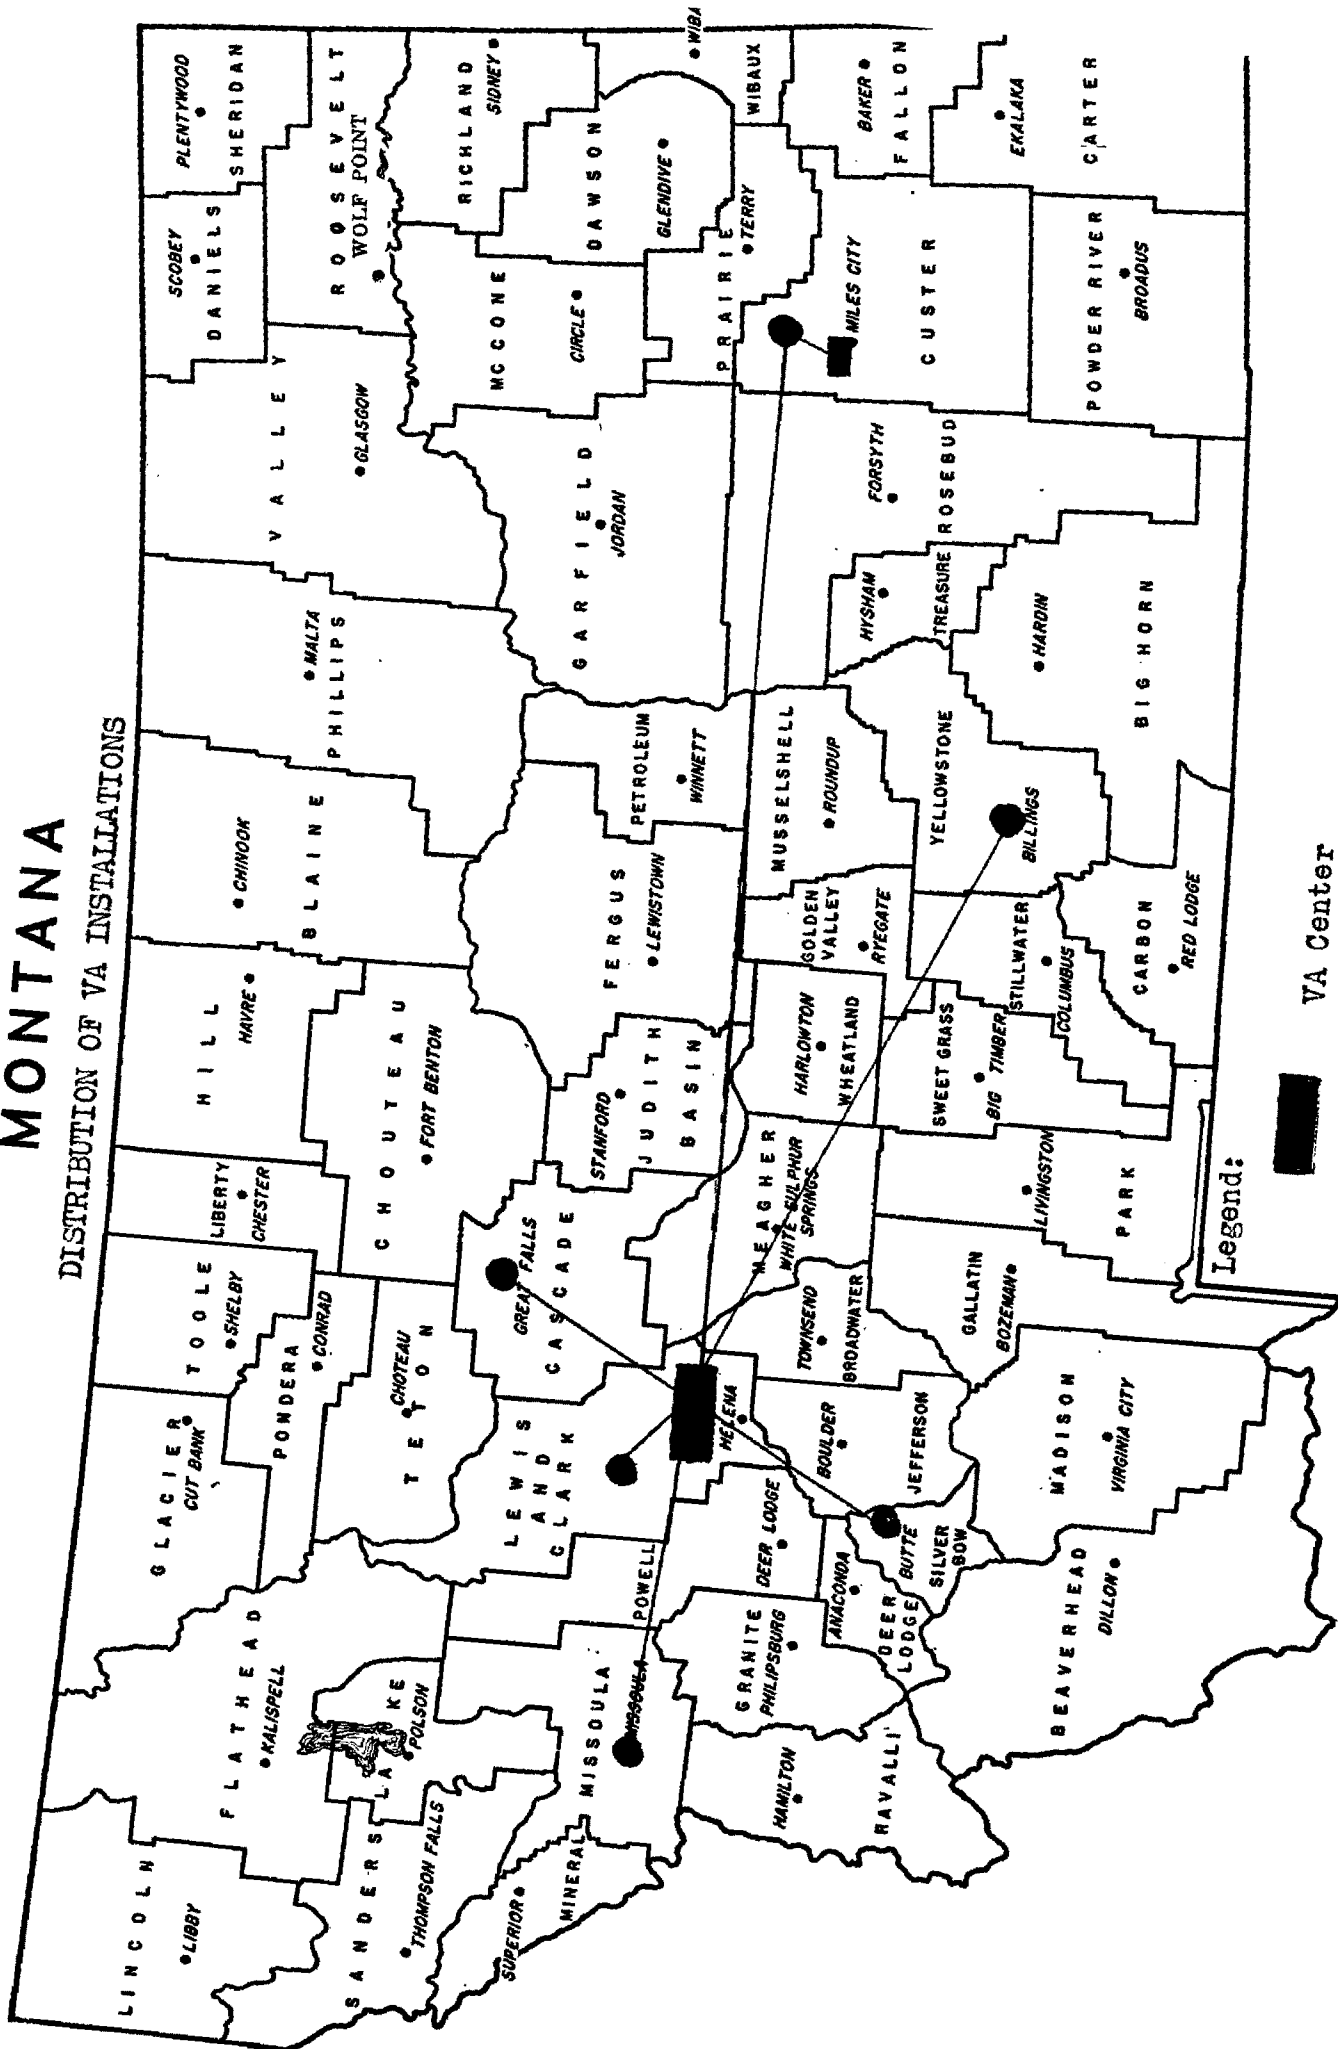 MONTANA
DISTRIBUTION OF VA INSTALLATIONS
LINCOLN
LIBBY
FLATHEAD
KALISPELL
GLACIER
CUT BANK
TOOLE
SHELBY
LIBERTY
CHESTER
HILL
HAVRE
BLAINE
CHINOOK
PHILLIPS
MALTA
VALLEY
GLASGOW
DANIELS
SCOBEY
SHERIDAN
PLENTYWOOD
ROOSEVELT
WOLF POINT
SANDERS
THOMPSON FALLS
LAKE
POLSON
PONDERA
CONRAD
TETON
CHOTEAU
CHOUTEAU
FORT BENTON
MCCONE
CIRCLE
RICHLAND
SIDNEY
DAWSON
GLENDIVE
GARFIELD
JORDAN
PETROLEUM
WINNETT
FERGUS
LEWISTOWN
JUDITH
BASIN
STANFORD
CASCADE
GREAT FALLS
LEWIS
AND
CLARK
HELENA
POWELL
DEER LODGE
MISSOULA
MISSOULA
MINERAL
SUPERIOR
GRANITE
PHILIPSBURG
RAVALLI
HAMILTON
DEER
LODGE
ANACONDA
SILVER
BOW
BUTTE
JEFFERSON
BOULDER
BROADWATER
TOWNSEND
MEAGHER
WHITE SULPHUR
SPRINGS
WHEATLAND
HARLOWTON
GOLDEN
VALLEY
RYEGATE
MUSSELSHELL
ROUNDUP
PRAIRIE
TERRY
WIBAUX
WIBA
FALLON
BAKER
CUSTER
MILES CITY
ROSEBUD
FORSYTH
TREASURE
HYSHAM
YELLOWSTONE
BILLINGS
BIG HORN
HARDIN
STILLWATER
COLUMBUS
SWEET GRASS
BIG TIMBER
CARBON
RED LODGE
PARK
LIVINGSTON
GALLATIN
BOZEMAN
MADISON
VIRGINIA CITY
BEAVERHEAD
DILLON
POWDER RIVER
BROADUS
CARTER
EKALAKA
Legend:
VA Center